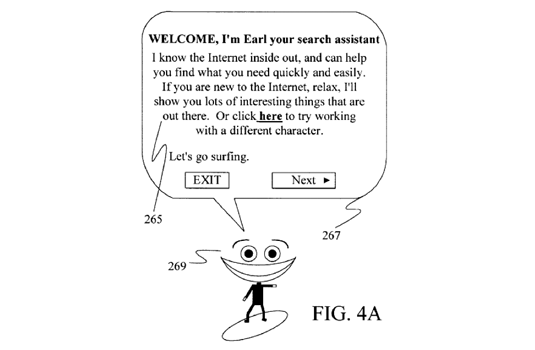 WELCOME, I'm Earl your search assistant
I know the Internet inside out, and can help
you find what you need quickly and easily.
If you are new to the Internet, relax, I'll
show you lots of interesting things that are
out there. Or click here to try working
with a different character.
Let's go surfing.
EXIT
Next ►
265
267
269
FIG. 4A